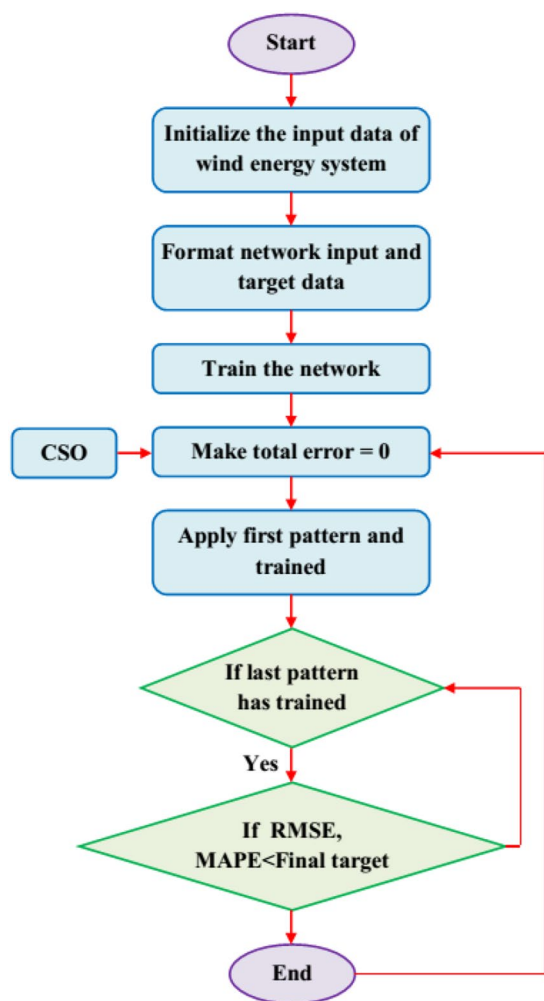 Start
Initialize the input data of
wind energy system
Format network input and
target data
Train the network
CSO
Make total error = 0
Apply first pattern and
trained
If last pattern
has trained
Yes
If RMSE,
MAPE<Final target
End